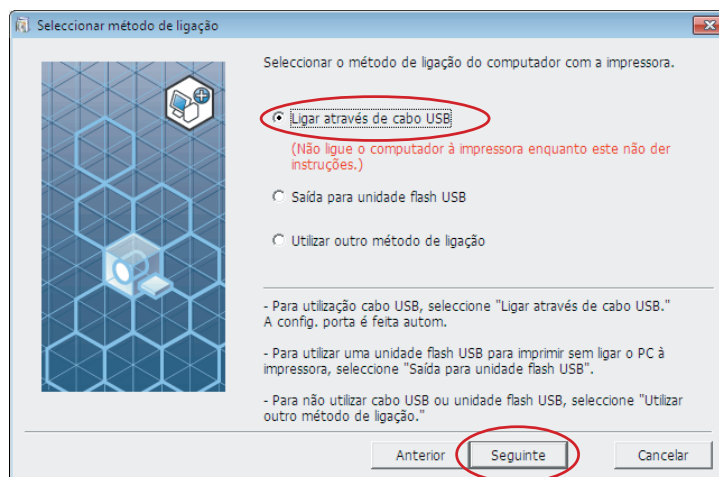 Seleccionar método de ligação
Seleccionar o método de ligação do computador com a impressora.
Ligar através de cabo USB
(Não ligue o computador à impressora enquanto este não der
instruções.)
Saída para unidade flash USB
Utilizar outro método de ligação
- Para utilização cabo USB, seleccione "Ligar através de cabo USB."
A config. porta é feita autom.
- Para utilizar uma unidade flash USB para imprimir sem ligar o PC à
impressora, seleccione "Saída para unidade flash USB".
- Para não utilizar cabo USB ou unidade flash USB, seleccione "Utilizar
outro método de ligação."
Anterior Seguinte Cancelar